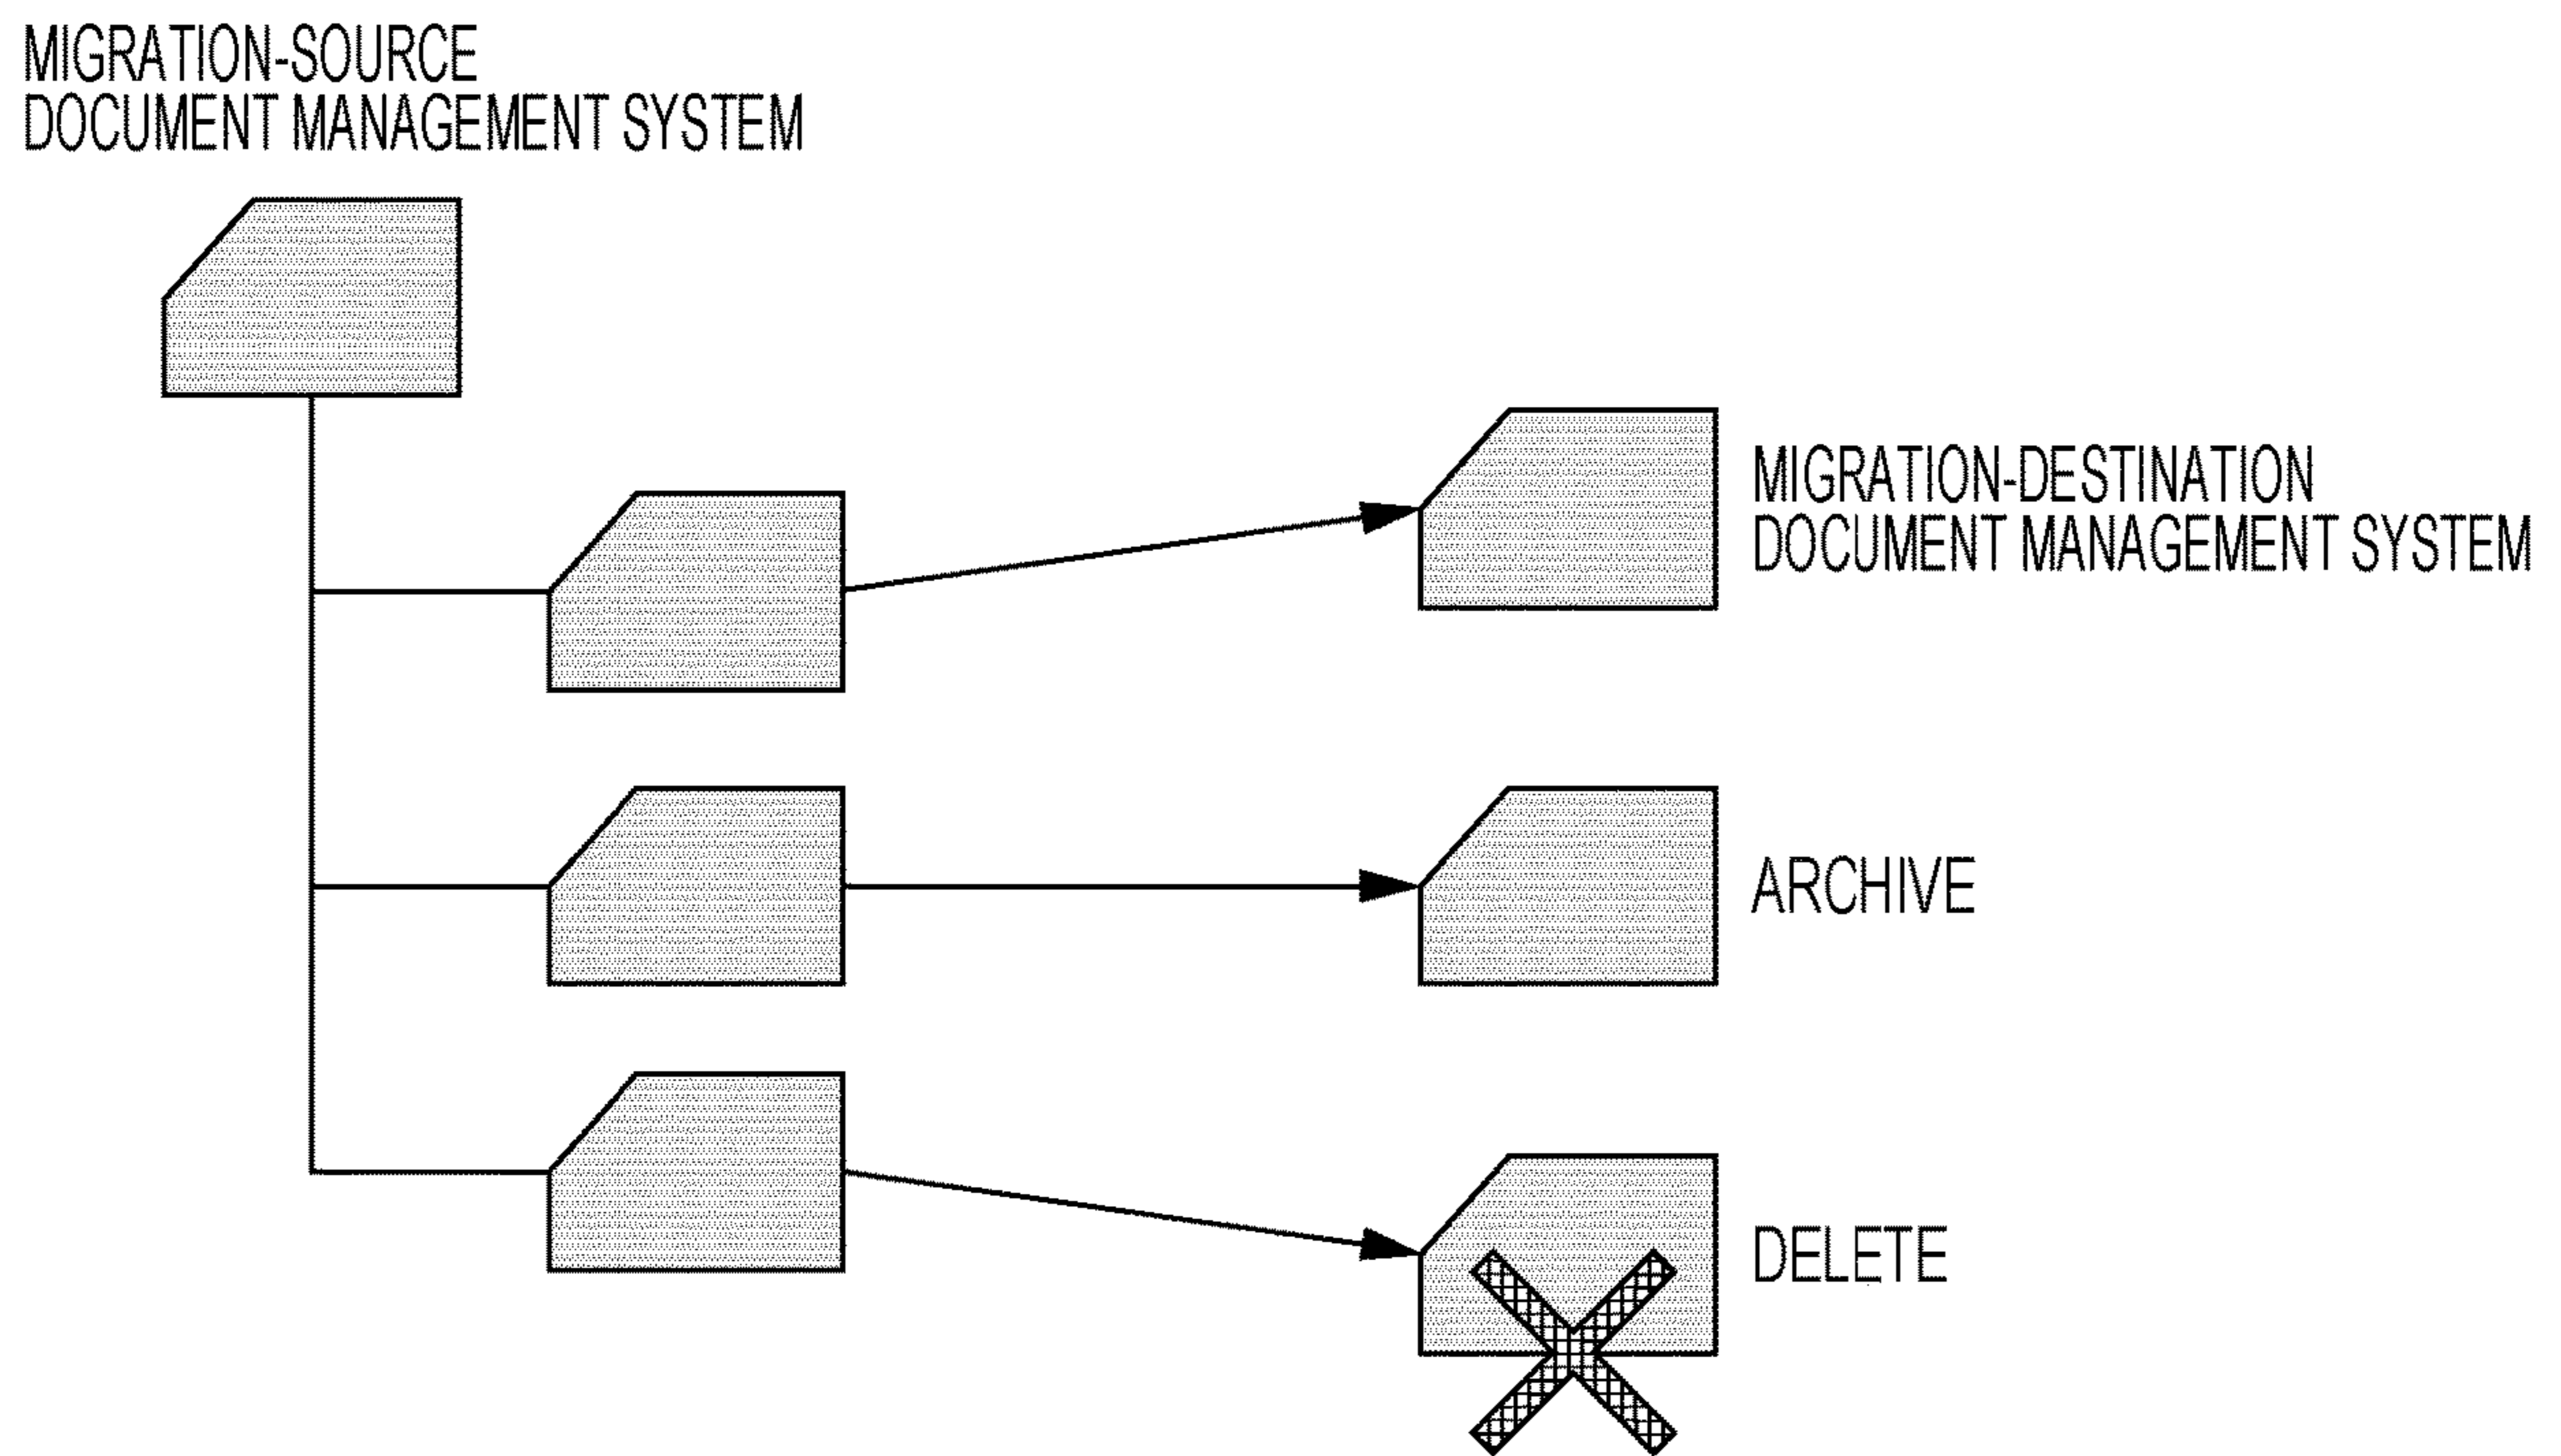 MIGRATION-SOURCE
DOCUMENT MANAGEMENT SYSTEM
MIGRATION-DESTINATION
DOCUMENT MANAGEMENT SYSTEM
ARCHIVE
DELETE